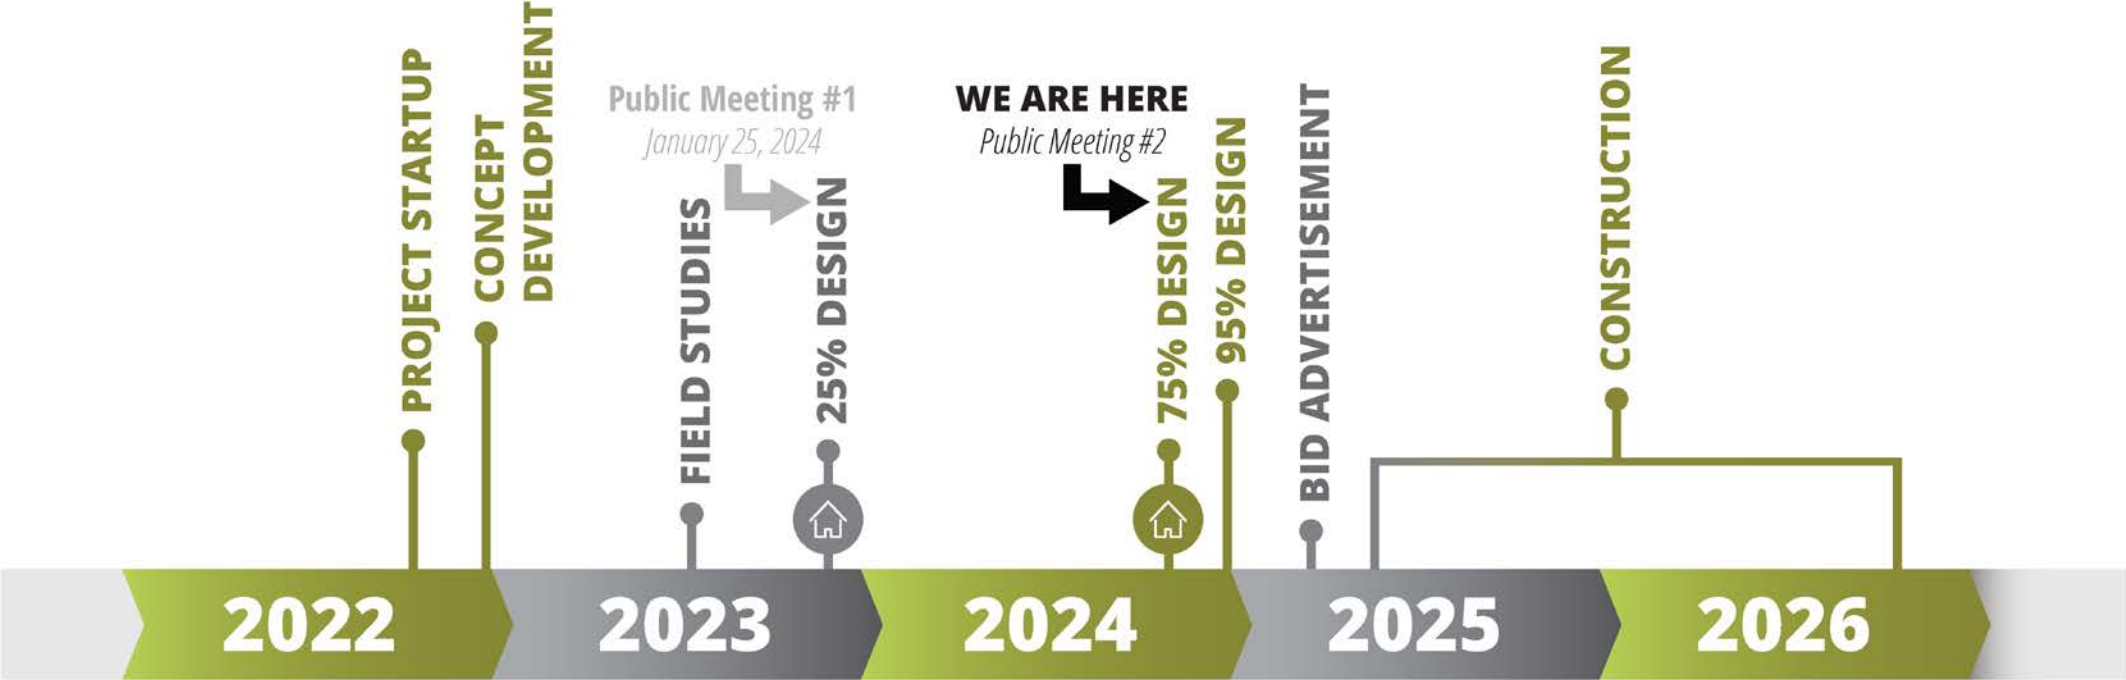 PROJECT STARTUP
CONCEPT
DEVELOPMENT
FIELD STUDIES
Public Meeting #1
January 25, 2024
25% DESIGN
WE ARE HERE
Public Meeting #2
75% DESIGN
95% DESIGN
BID ADVERTISEMENT
CONSTRUCTION
2022
2023
2024
2025
2026